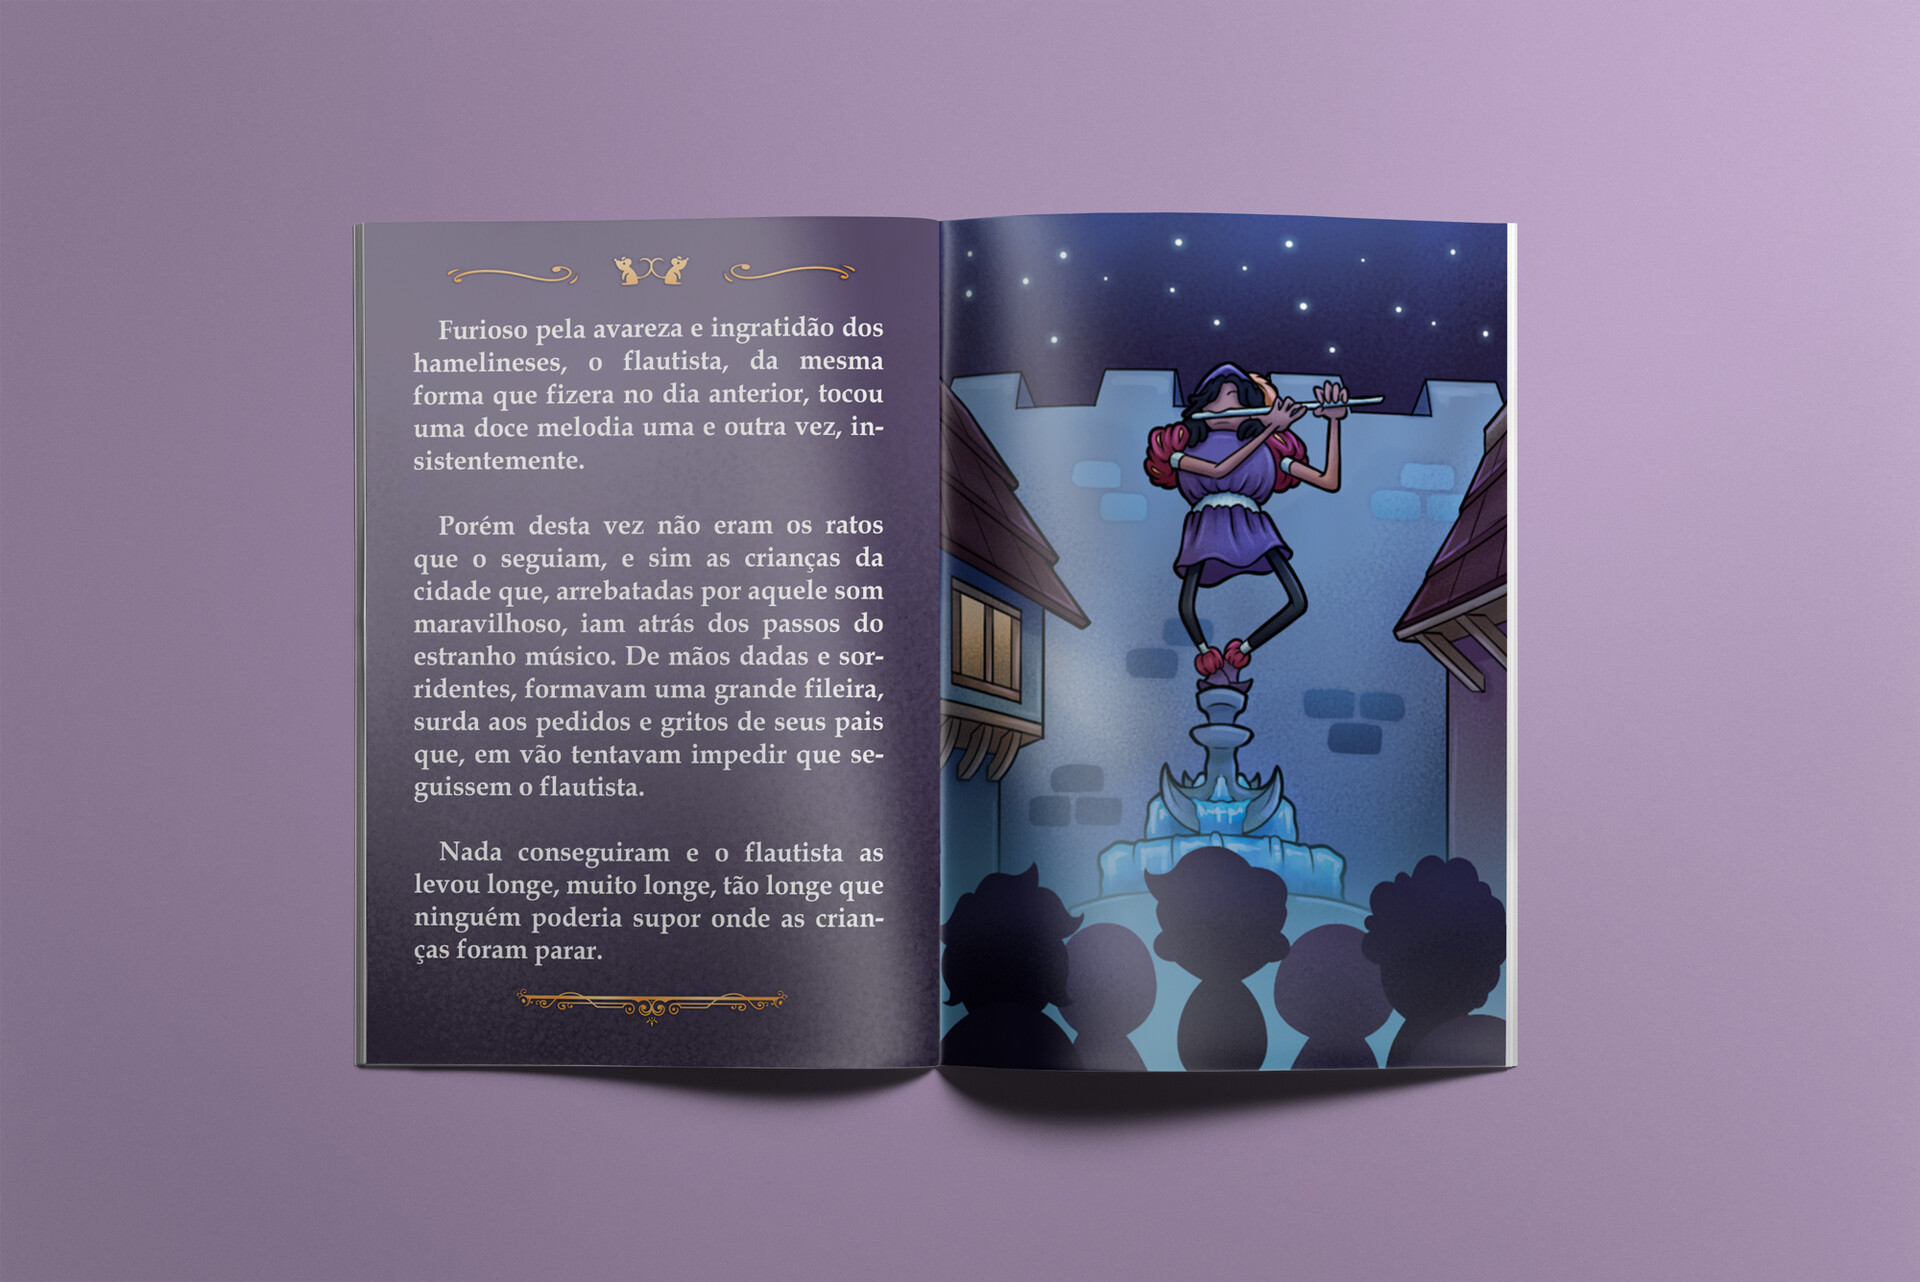 Furioso pela avareza e ingratidão dos
hamelineses, o flautista, da mesma
forma que fizera no dia anterior, tocou
uma doce melodia uma e outra vez, in-
sistentemente.
Porém desta vez não eram os ratos
que o seguiam, e sim as crianças da
cidade que, arrebatadas por aquele som
maravilhoso, iam atrás dos passos do
estranho músico. De mãos dadas e sor-
ridentes, formavam uma grande fileira,
surda aos pedidos e gritos de seus pais
que, em vão tentavam impedir que se-
guissem o flautista.
Nada conseguiram e o flautista as
levou longe, muito longe, tão longe que
ninguém poderia supor onde as crian-
ças foram parar.